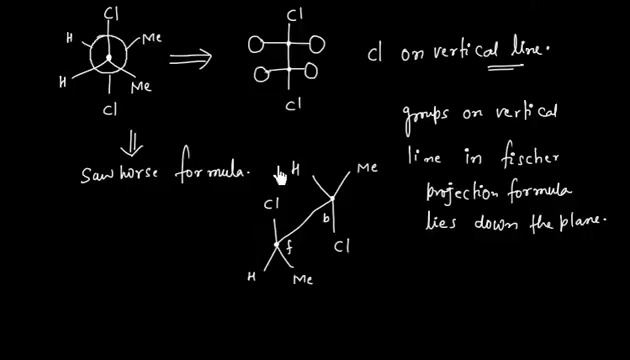 Cl
Cl
H
Me
Cl on vertical line.
H
Me
Cl
Cl
groups on vertical
line in fischer
projection formula
lies down the plane.
Sawhorse formula.
H
Me
Cl
b
f
Cl
H
Me